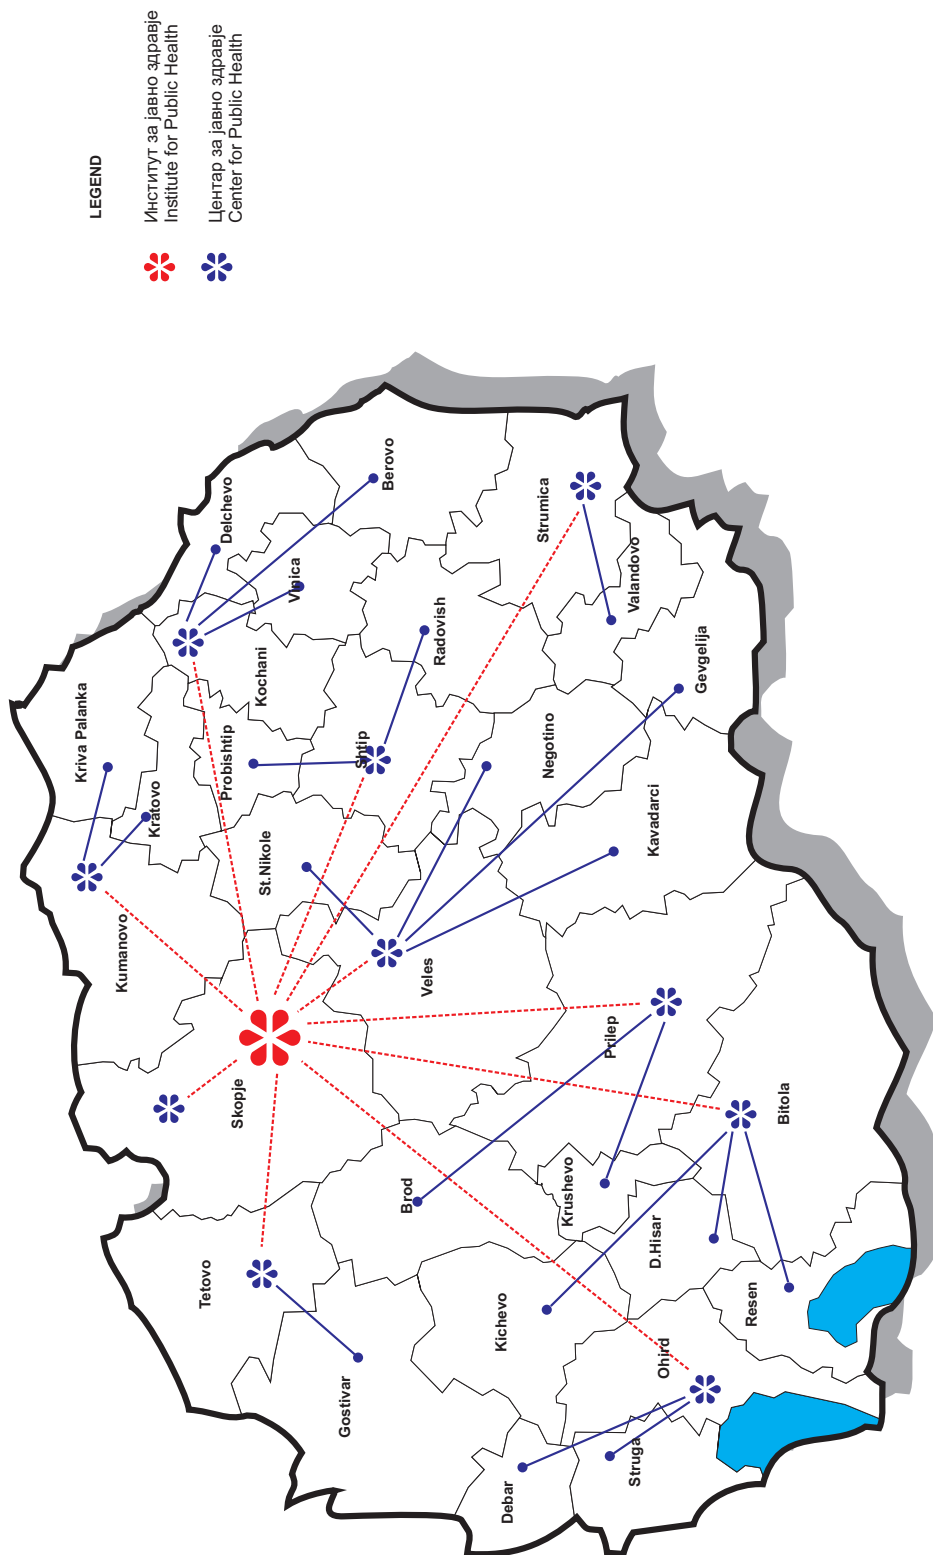 LEGEND
Институт за јавно здравје
Institute for Public Health
Центар за јавно здравје
Center for Public Health
Kriva Palanka
Kratovo
Kumanovo
Delchevo
Berovo
Vinica
Kochani
Probishtip
Shtip
Radovish
St.Nikole
Strumica
Valandovo
Gevgelija
Negotino
Kavadarci
Veles
Skopje
Tetovo
Gostivar
Brod
Prilep
Krushevo
Bitola
D.Hisar
Kichevo
Resen
Ohird
Struga
Debar